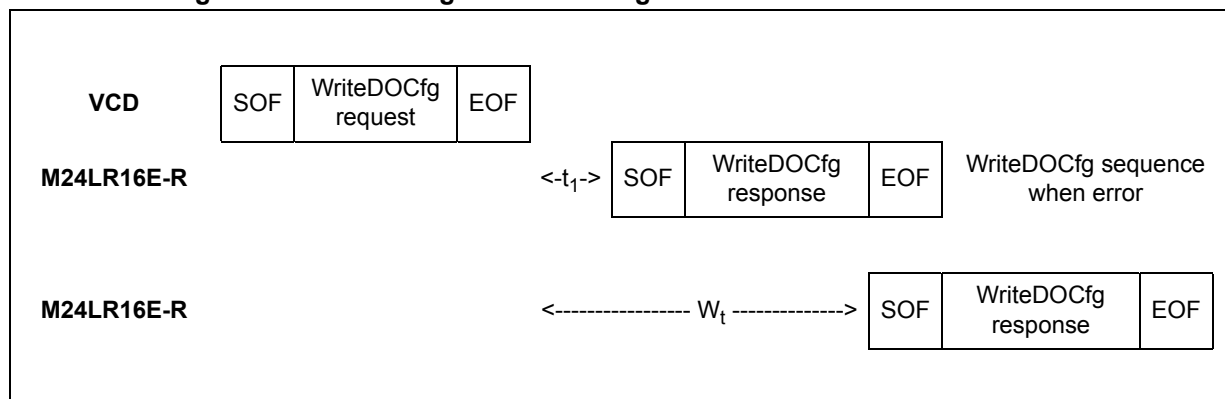 VCD
SOF
WriteDOCfg
request
EOF
M24LR16E-R
<-t₁->
SOF
WriteDOCfg
response
EOF
WriteDOCfg sequence
when error
M24LR16E-R
<----------------- Wₜ -------------->
SOF
WriteDOCfg
response
EOF